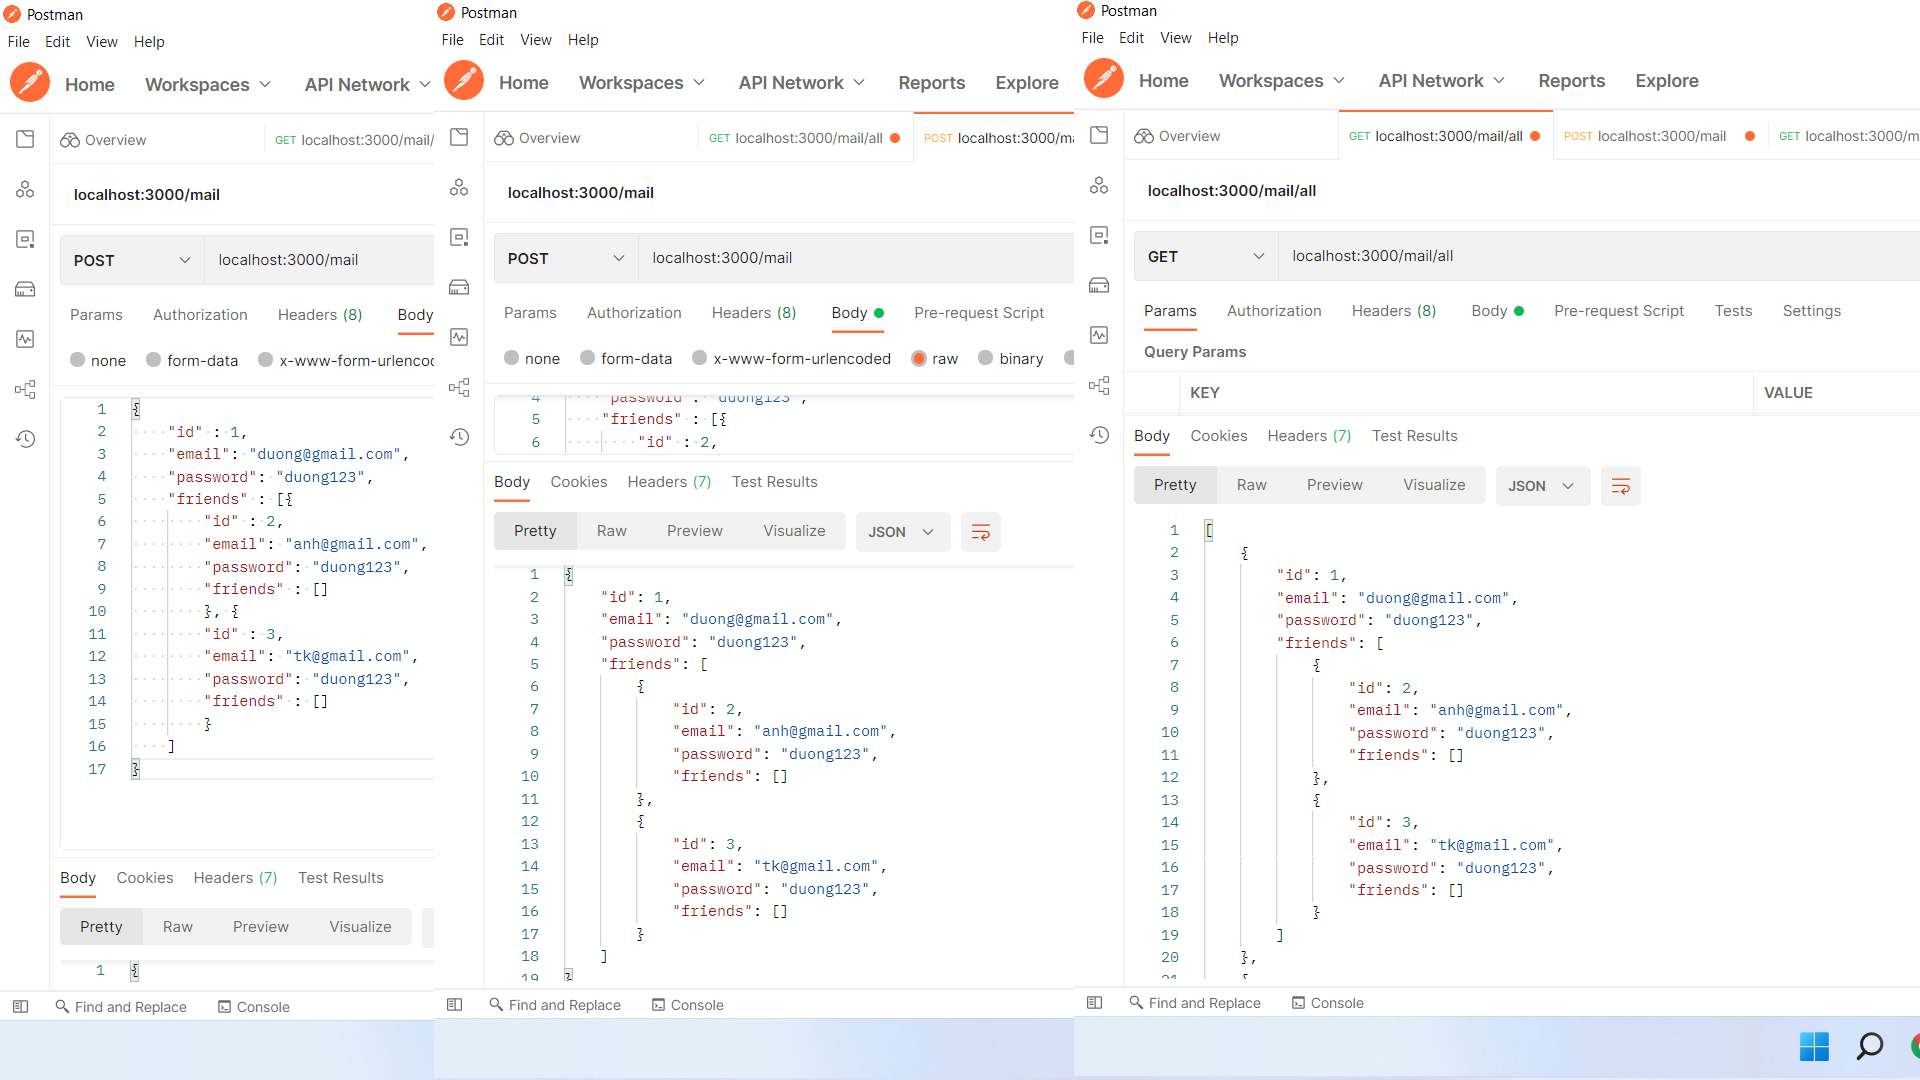 Postman
File Edit View Help
Home Workspaces API Network
Overview GET localhost:3000/mail/
localhost:3000/mail
POST localhost:3000/mail
Params Authorization Headers (8) Body
none form-data x-www-form-urlenco
1 {
2 "id" : 1,
3 "email": "duong@gmail.com",
4 "password": "duong123",
5 "friends" : [{
6 "id" : 2,
7 "email": "anh@gmail.com",
8 "password": "duong123",
9 "friends" : []
10 }, {
11 "id" : 3,
12 "email": "tk@gmail.com",
13 "password": "duong123",
14 "friends" : []
15 }
16 ]
17 }
Body Cookies Headers (7) Test Results
Pretty Raw Preview Visualize
1 {
Find and Replace Console
Postman
File Edit View Help
Home Workspaces API Network Reports Explore
Overview GET localhost:3000/mail/all POST localhost:3000/ma
localhost:3000/mail
POST localhost:3000/mail
Params Authorization Headers (8) Body Pre-request Script
none form-data x-www-form-urlencoded raw binary
4 "password": "duong123",
5 "friends" : [{
6 "id" : 2,
Body Cookies Headers (7) Test Results
Pretty Raw Preview Visualize JSON
1 {
2 "id": 1,
3 "email": "duong@gmail.com",
4 "password": "duong123",
5 "friends": [
6 {
7 "id": 2,
8 "email": "anh@gmail.com",
9 "password": "duong123",
10 "friends": []
11 },
12 {
13 "id": 3,
14 "email": "tk@gmail.com",
15 "password": "duong123",
16 "friends": []
17 }
18 ]
19 }
Find and Replace Console
Postman
File Edit View Help
Home Workspaces API Network Reports Explore
Overview GET localhost:3000/mail/all POST localhost:3000/mail GET localhost:3000/m
localhost:3000/mail/all
GET localhost:3000/mail/all
Params Authorization Headers (8) Body Pre-request Script Tests Settings
Query Params
KEY VALUE
Body Cookies Headers (7) Test Results
Pretty Raw Preview Visualize JSON
1 [
2 {
3 "id": 1,
4 "email": "duong@gmail.com",
5 "password": "duong123",
6 "friends": [
7 {
8 "id": 2,
9 "email": "anh@gmail.com",
10 "password": "duong123",
11 "friends": []
12 },
13 {
14 "id": 3,
15 "email": "tk@gmail.com",
16 "password": "duong123",
17 "friends": []
18 }
19 ]
20 },
21 {
Find and Replace Console